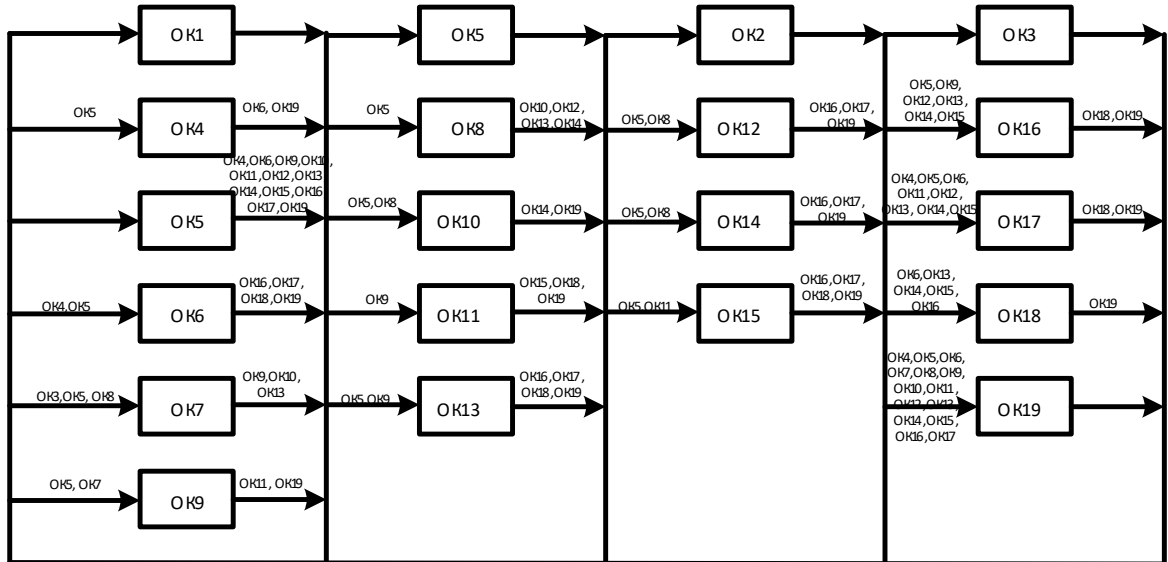 ОК1
ОК5
ОК2
ОК3
ОК5
ОК4
ОК6, ОК19
ОК5
ОК8
ОК10,ОК12,
ОК13,ОК14
ОК5,ОК8
ОК12
ОК16,ОК17,
ОК19
ОК5,ОК9,
ОК12,ОК13,
ОК14,ОК15
ОК16
ОК18,ОК19
ОК5
ОК4,ОК6,ОК9,ОК10,
ОК11,ОК12,ОК13
ОК14,ОК15,ОК16
ОК17,ОК19
ОК5,ОК8
ОК10
ОК14,ОК19
ОК5,ОК8
ОК14
ОК16,ОК17,
ОК19
ОК4,ОК5,ОК6,
ОК11,ОК12,
ОК13, ОК14,ОК15
ОК17
ОК18,ОК19
ОК4,ОК5
ОК6
ОК16,ОК17,
ОК18,ОК19
ОК9
ОК11
ОК15,ОК18,
ОК19
ОК5,ОК11
ОК15
ОК16,ОК17,
ОК18,ОК19
ОК6,ОК13,
ОК14,ОК15,
ОК16
ОК18
ОК19
ОК3,ОК5, ОК8
ОК7
ОК9,ОК10,
ОК13
ОК5,ОК9
ОК13
ОК16,ОК17,
ОК18,ОК19
ОК4,ОК5,ОК6,
ОК7,ОК8,ОК9,
ОК10,ОК11,
ОК12,ОК13,
ОК14,ОК15,
ОК16,ОК17
ОК19
ОК5, ОК7
ОК9
ОК11, ОК19